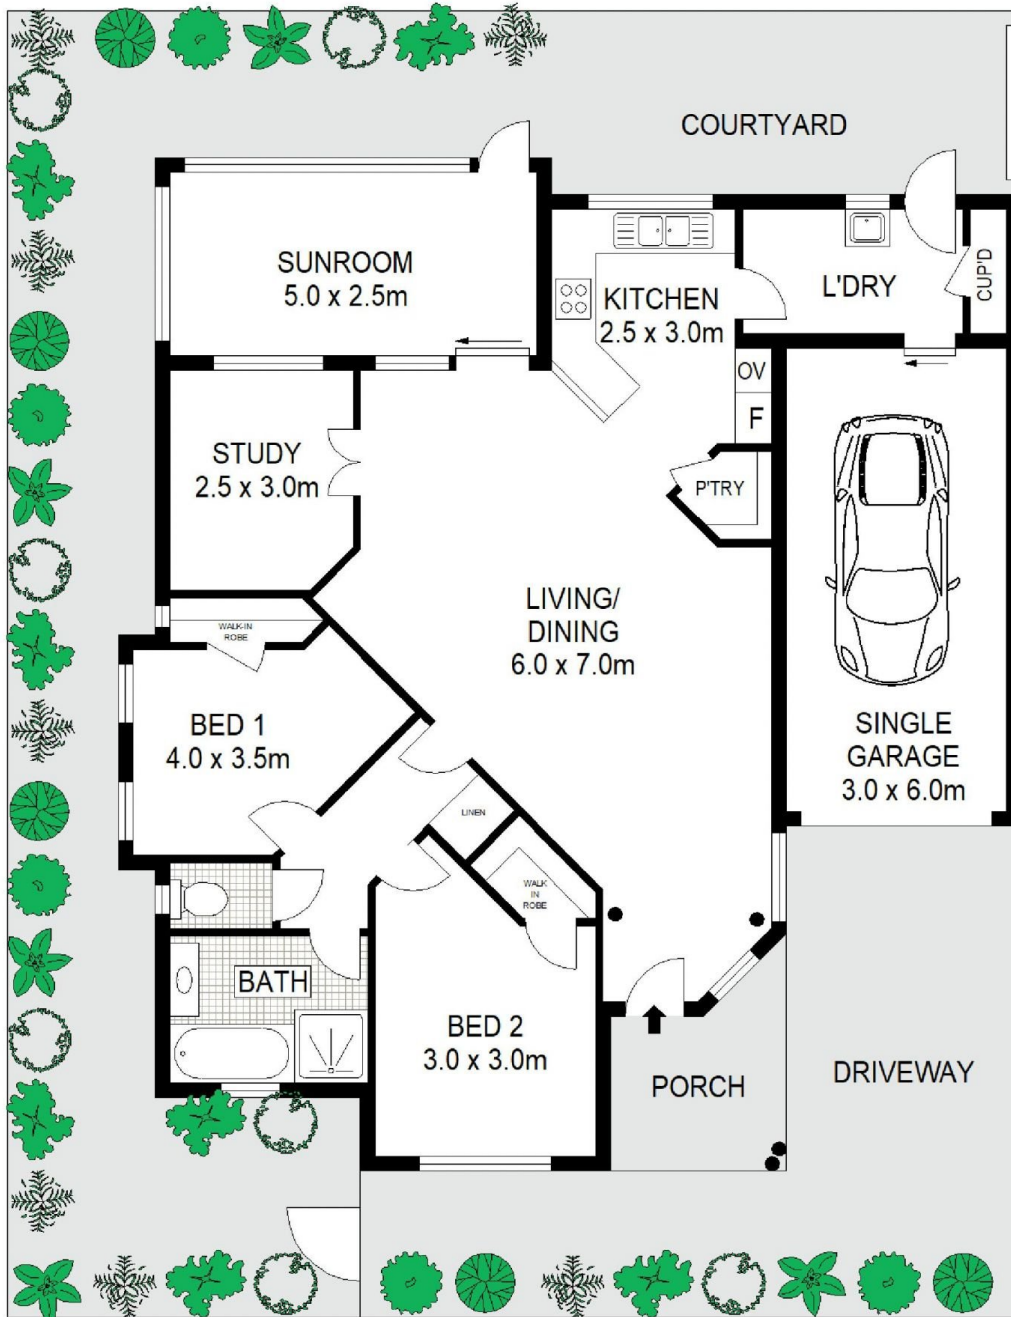 COURTYARD
SUNROOM
5.0 x 2.5m
KITCHEN
2.5 x 3.0m
L'DRY
CUP'D
OV
F
STUDY
2.5 x 3.0m
P'TRY
LIVING/
DINING
6.0 x 7.0m
WALK-IN
ROBE
BED 1
4.0 x 3.5m
SINGLE
GARAGE
3.0 x 6.0m
LINEN
WALK
IN
ROBE
BATH
BED 2
3.0 x 3.0m
PORCH
DRIVEWAY